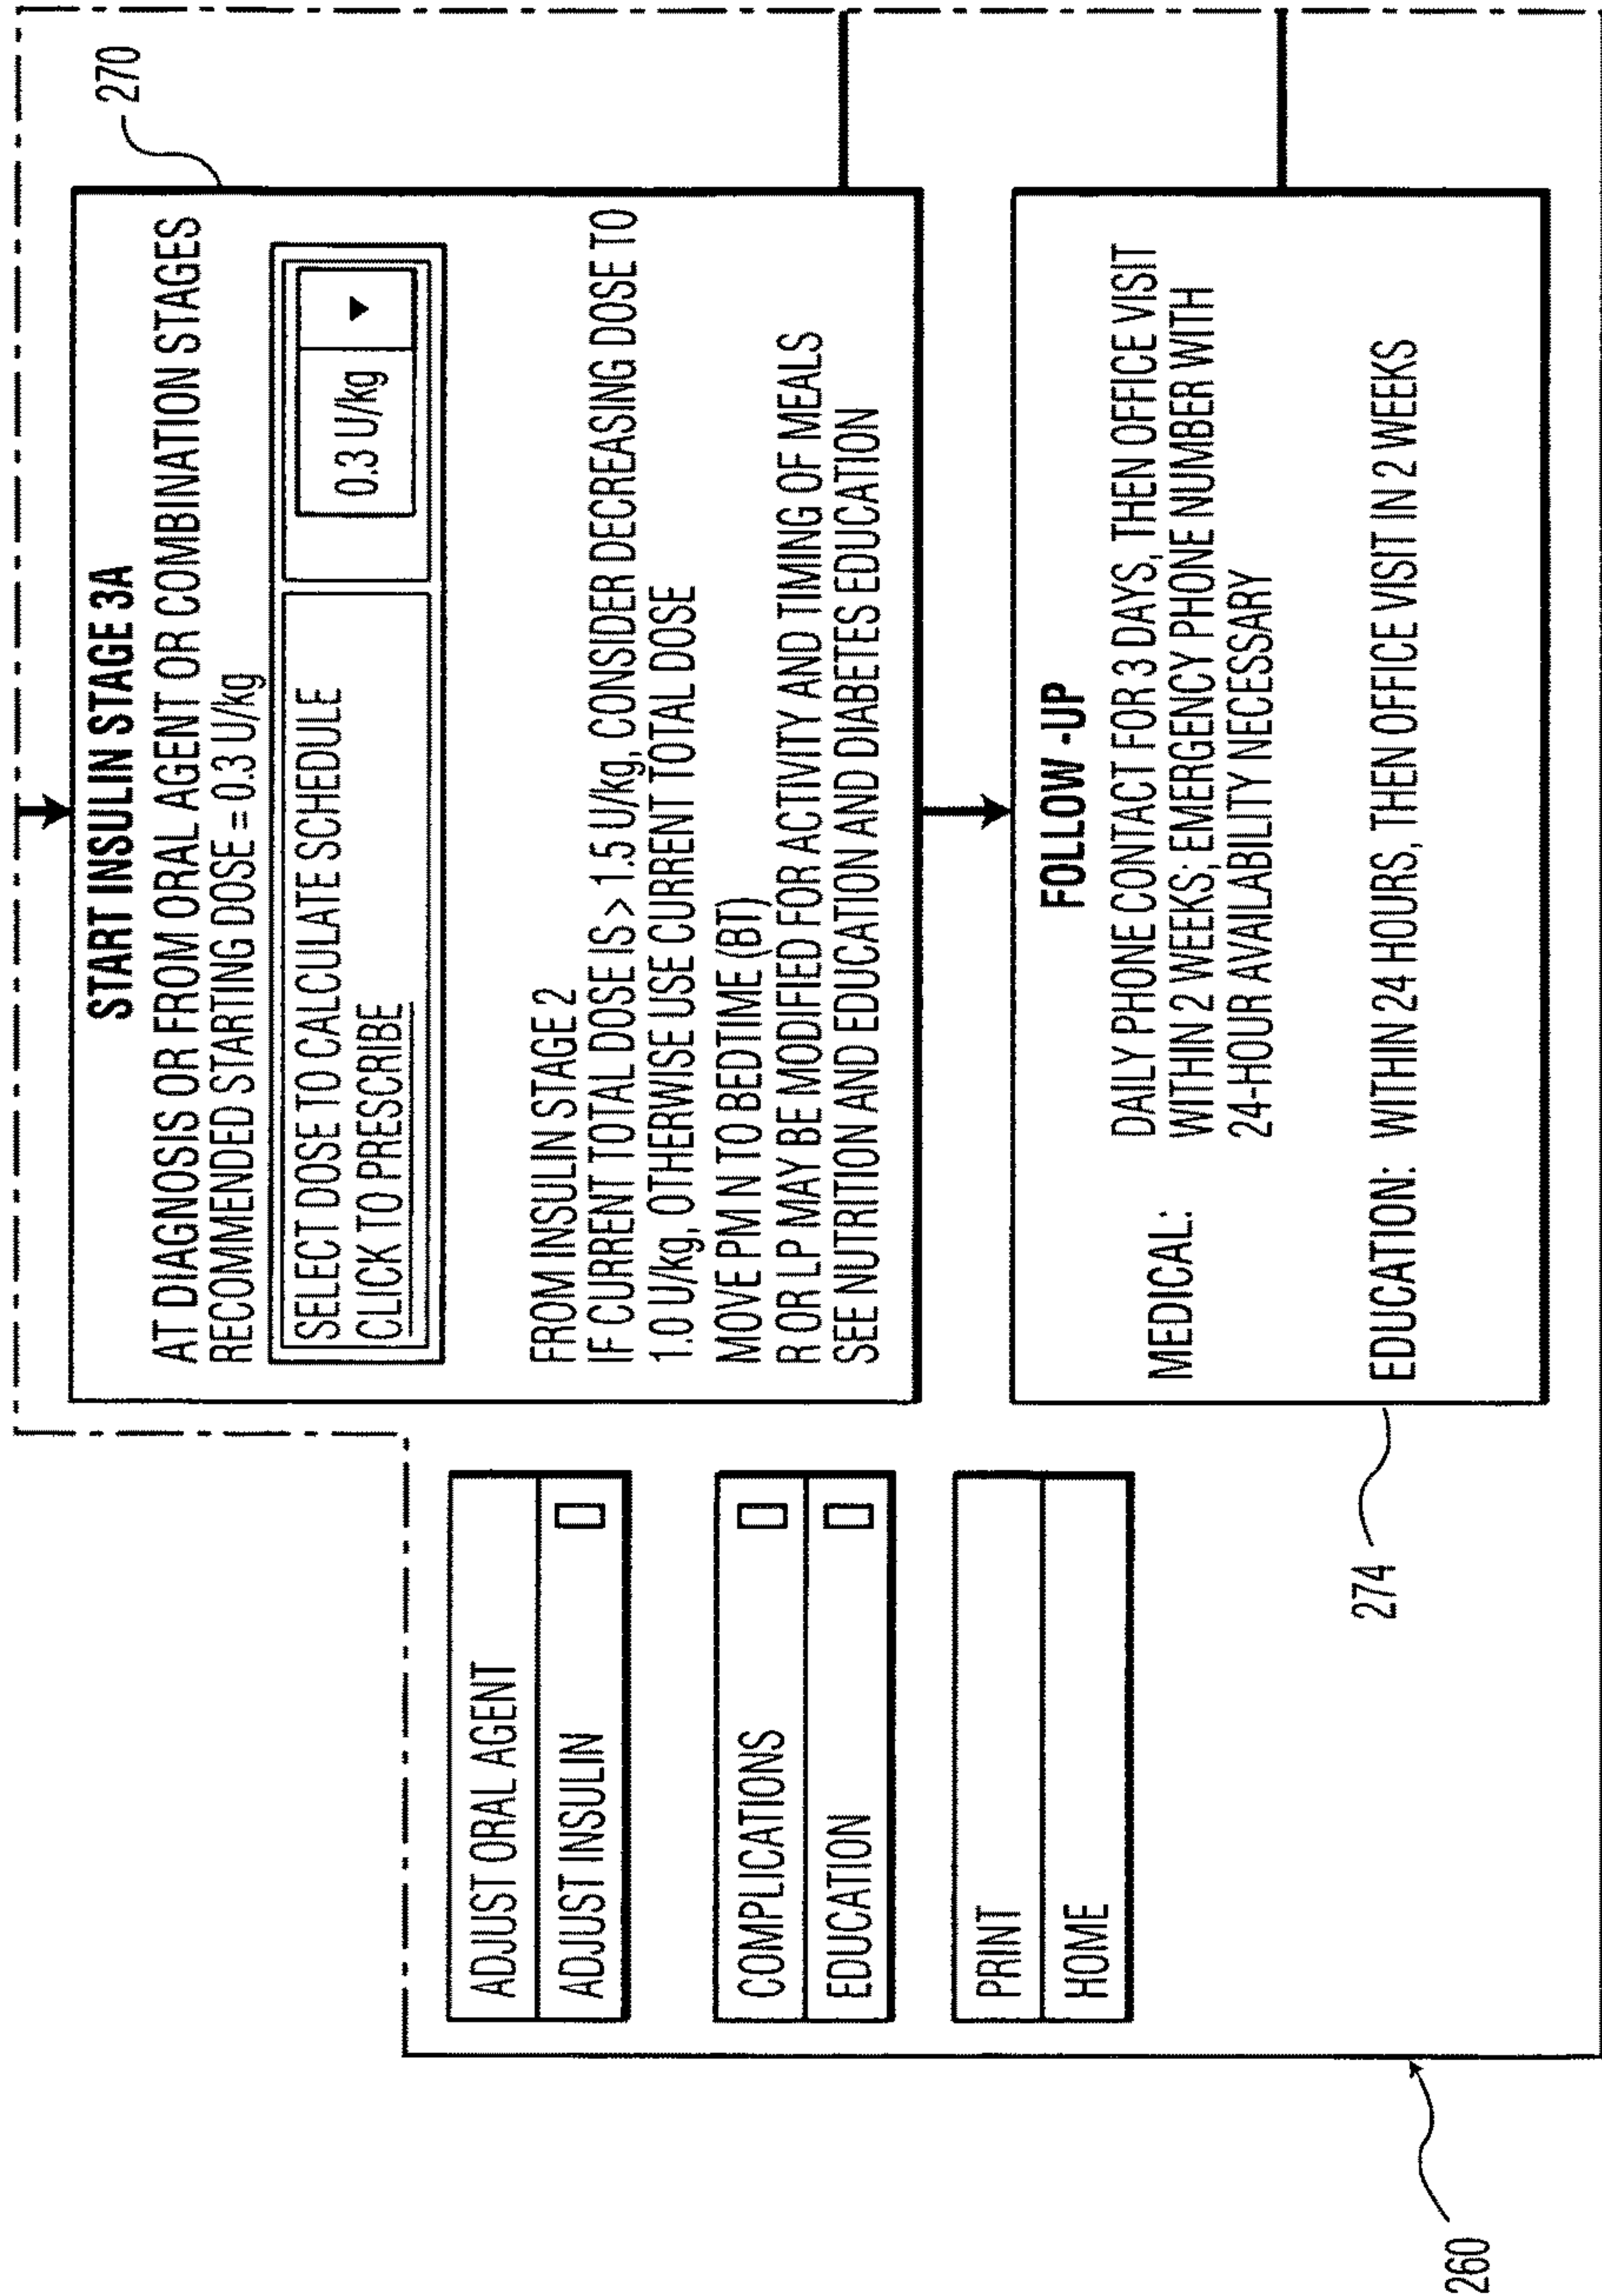 270
START INSULIN STAGE 3A
AT DIAGNOSIS OR FROM ORAL AGENT OR COMBINATION STAGES
RECOMMENDED STARTING DOSE = 0.3 U/kg
SELECT DOSE TO CALCULATE SCHEDULE
CLICK TO PRESCRIBE
0.3 U/kg ▼
FROM INSULIN STAGE 2
IF CURRENT TOTAL DOSE IS > 1.5 U/kg, CONSIDER DECREASING DOSE TO
1.0 U/kg, OTHERWISE USE CURRENT TOTAL DOSE
MOVE PM N TO BEDTIME (BT)
R OR LP MAY BE MODIFIED FOR ACTIVITY AND TIMING OF MEALS
SEE NUTRITION AND EDUCATION AND DIABETES EDUCATION
ADJUST ORAL AGENT
ADJUST INSULIN
COMPLICATIONS
EDUCATION
PRINT
HOME
FOLLOW -UP
MEDICAL: DAILY PHONE CONTACT FOR 3 DAYS, THEN OFFICE VISIT
WITHIN 2 WEEKS; EMERGENCY PHONE NUMBER WITH
24-HOUR AVAILABILITY NECESSARY
EDUCATION: WITHIN 24 HOURS, THEN OFFICE VISIT IN 2 WEEKS
274
260